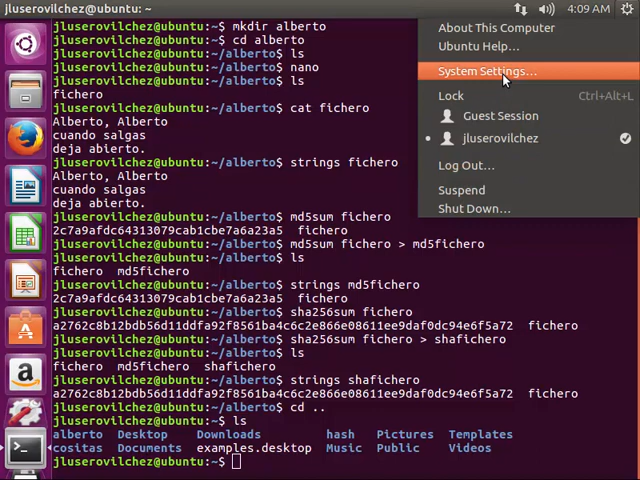 jluserovilchez@ubuntu: ~ 4:09 AM
jluserovilchez@ubuntu:~$ mkdir alberto
jluserovilchez@ubuntu:~$ cd alberto
jluserovilchez@ubuntu:~/alberto$ ls
jluserovilchez@ubuntu:~/alberto$ nano
jluserovilchez@ubuntu:~/alberto$ ls
fichero
jluserovilchez@ubuntu:~/alberto$ cat fichero
Alberto, Alberto
cuando salgas
deja abierto.
jluserovilchez@ubuntu:~/alberto$ strings fichero
Alberto, Alberto
cuando salgas
deja abierto.
jluserovilchez@ubuntu:~/alberto$ md5sum fichero
2c7a9afdc64313079cab1cbe7a6a23a5  fichero
jluserovilchez@ubuntu:~/alberto$ md5sum fichero > md5fichero
jluserovilchez@ubuntu:~/alberto$ ls
fichero  md5fichero
jluserovilchez@ubuntu:~/alberto$ strings md5fichero
2c7a9afdc64313079cab1cbe7a6a23a5  fichero
jluserovilchez@ubuntu:~/alberto$ sha256sum fichero
a2762c8b12bdb56d11ddfa92f8561ba4c6c2e866e08611ee9daf0dc94e6f5a72  fichero
jluserovilchez@ubuntu:~/alberto$ sha256sum fichero > shafichero
jluserovilchez@ubuntu:~/alberto$ ls
fichero  md5fichero  shafichero
jluserovilchez@ubuntu:~/alberto$ strings shafichero
a2762c8b12bdb56d11ddfa92f8561ba4c6c2e866e08611ee9daf0dc94e6f5a72  fichero
jluserovilchez@ubuntu:~/alberto$ cd ..
jluserovilchez@ubuntu:~$ ls
alberto  Desktop  Downloads  hash  Pictures  Templates
cositas  Documents  examples.desktop  Music  Public  Videos
jluserovilchez@ubuntu:~$
About This Computer
Ubuntu Help...
System Settings...
Lock Ctrl+Alt+L
Guest Session
jluserovilchez
Log Out...
Suspend
Shut Down...